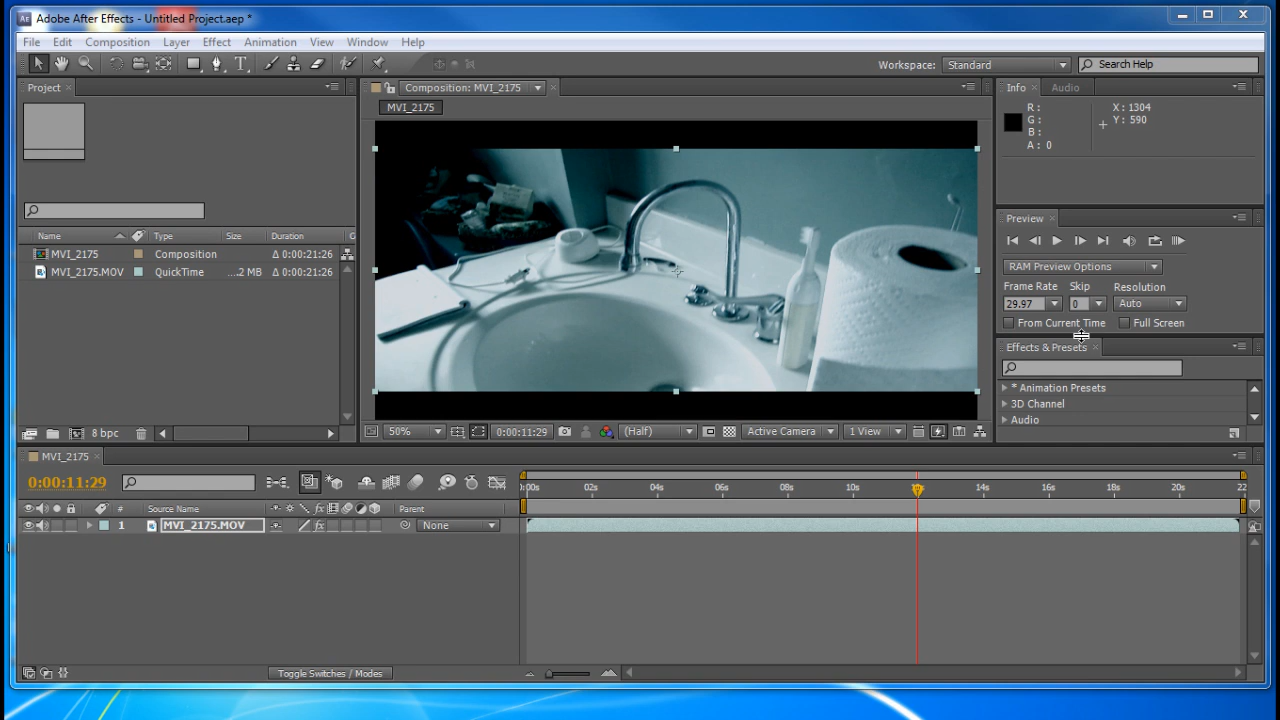 Adobe After Effects - Untitled Project.aep *
File Edit Composition Layer Effect Animation View Window Help
Workspace: Standard Search Help
Project
Name Type Size Duration
MVI_2175 Composition Δ 0:00:21:26
MVI_2175.MOV QuickTime ...2 MB Δ 0:00:21:26
8 bpc
Composition: MVI_2175
MVI_2175
50% 0:00:11:29 (Half) Active Camera 1 View
Info Audio
R : X : 1304
G : Y : 590
B :
A : 0
Preview
RAM Preview Options
Frame Rate Skip Resolution
29.97 0 Auto
From Current Time Full Screen
Effects & Presets
* Animation Presets
3D Channel
Audio
MVI_2175
0:00:11:29
):00s 02s 04s 06s 08s 10s 14s 16s 18s 20s 22
# Source Name fx Parent
1 MVI_2175.MOV fx None
Toggle Switches / Modes